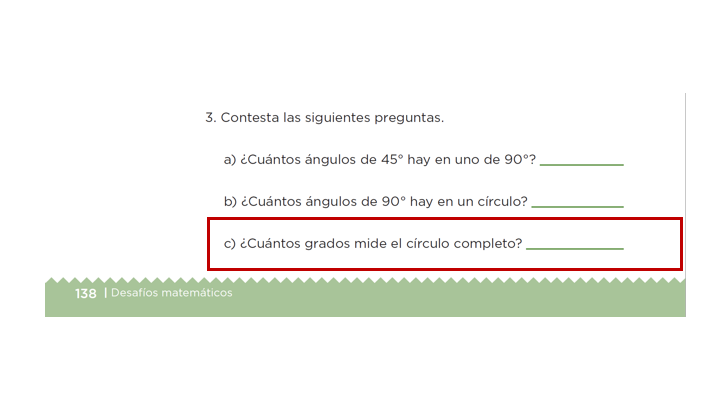 3. Contesta las siguientes preguntas.
a) ¿Cuántos ángulos de 45° hay en uno de 90°?
b) ¿Cuántos ángulos de 90° hay en un círculo?
c) ¿Cuántos grados mide el círculo completo?
138 | Desafíos matemáticos